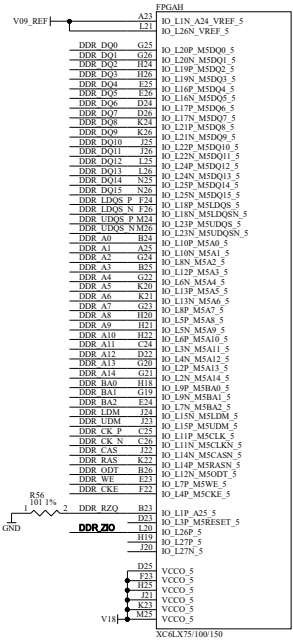 FPGAH
V09_REF A23 IO_L1N_A24_VREF_5
L21 IO_L26N_VREF_5
DDR_DQ0 G25 IO_L20P_M5DQ0_5
DDR_DQ1 G26 IO_L20N_M5DQ1_5
DDR_DQ2 H24 IO_L19P_M5DQ2_5
DDR_DQ3 H26 IO_L19N_M5DQ3_5
DDR_DQ4 E25 IO_L16P_M5DQ4_5
DDR_DQ5 E26 IO_L16N_M5DQ5_5
DDR_DQ6 D24 IO_L17P_M5DQ6_5
DDR_DQ7 D26 IO_L17N_M5DQ7_5
DDR_DQ8 K24 IO_L21P_M5DQ8_5
DDR_DQ9 K26 IO_L21N_M5DQ9_5
DDR_DQ10 J25 IO_L22P_M5DQ10_5
DDR_DQ11 J26 IO_L22N_M5DQ11_5
DDR_DQ12 L25 IO_L24P_M5DQ12_5
DDR_DQ13 L26 IO_L24N_M5DQ13_5
DDR_DQ14 N25 IO_L25P_M5DQ14_5
DDR_DQ15 N26 IO_L25N_M5DQ15_5
DDR_LDQS_P F24 IO_L18P_M5LDQS_5
DDR_LDQS_N F26 IO_L18N_M5LDQSN_5
DDR_UDQS_P M24 IO_L23P_M5UDQS_5
DDR_UDQS_N M26 IO_L23N_M5UDQSN_5
DDR_A0 B24 IO_L10P_M5A0_5
DDR_A1 A25 IO_L10N_M5A1_5
DDR_A2 G24 IO_L8N_M5A2_5
DDR_A3 B25 IO_L12P_M5A3_5
DDR_A4 G22 IO_L6N_M5A4_5
DDR_A5 K20 IO_L13P_M5A5_5
DDR_A6 K21 IO_L13N_M5A6_5
DDR_A7 G23 IO_L8P_M5A7_5
DDR_A8 H20 IO_L5P_M5A8_5
DDR_A9 H21 IO_L5N_M5A9_5
DDR_A10 H22 IO_L6P_M5A10_5
DDR_A11 C24 IO_L3N_M5A11_5
DDR_A12 D22 IO_L4N_M5A12_5
DDR_A13 G20 IO_L2P_M5A13_5
DDR_A14 G21 IO_L2N_M5A14_5
DDR_BA0 H18 IO_L9P_M5BA0_5
DDR_BA1 G19 IO_L9N_M5BA1_5
DDR_BA2 E24 IO_L7N_M5BA2_5
DDR_LDM J24 IO_L15N_M5LDM_5
DDR_UDM J23 IO_L15P_M5UDM_5
DDR_CK_P C25 IO_L11P_M5CLK_5
DDR_CK_N C26 IO_L11N_M5CLKN_5
DDR_CAS J22 IO_L14N_M5CASN_5
DDR_RAS K22 IO_L14P_M5RASN_5
DDR_ODT B26 IO_L12N_M5ODT_5
DDR_WE E23 IO_L7P_M5WE_5
DDR_CKE F22 IO_L4P_M5CKE_5
R56
101 1%
1 2 DDR_RZQ B23 IO_L1P_A25_5
D23 IO_L3P_M5RESET_5
GND DDR_ZIO L20 IO_L26P_5
H19 IO_L27P_5
J20 IO_L27N_5
D25 VCCO_5
F23 VCCO_5
H25 VCCO_5
J21 VCCO_5
K23 VCCO_5
V18 M25 VCCO_5
XC6LX75/100/150